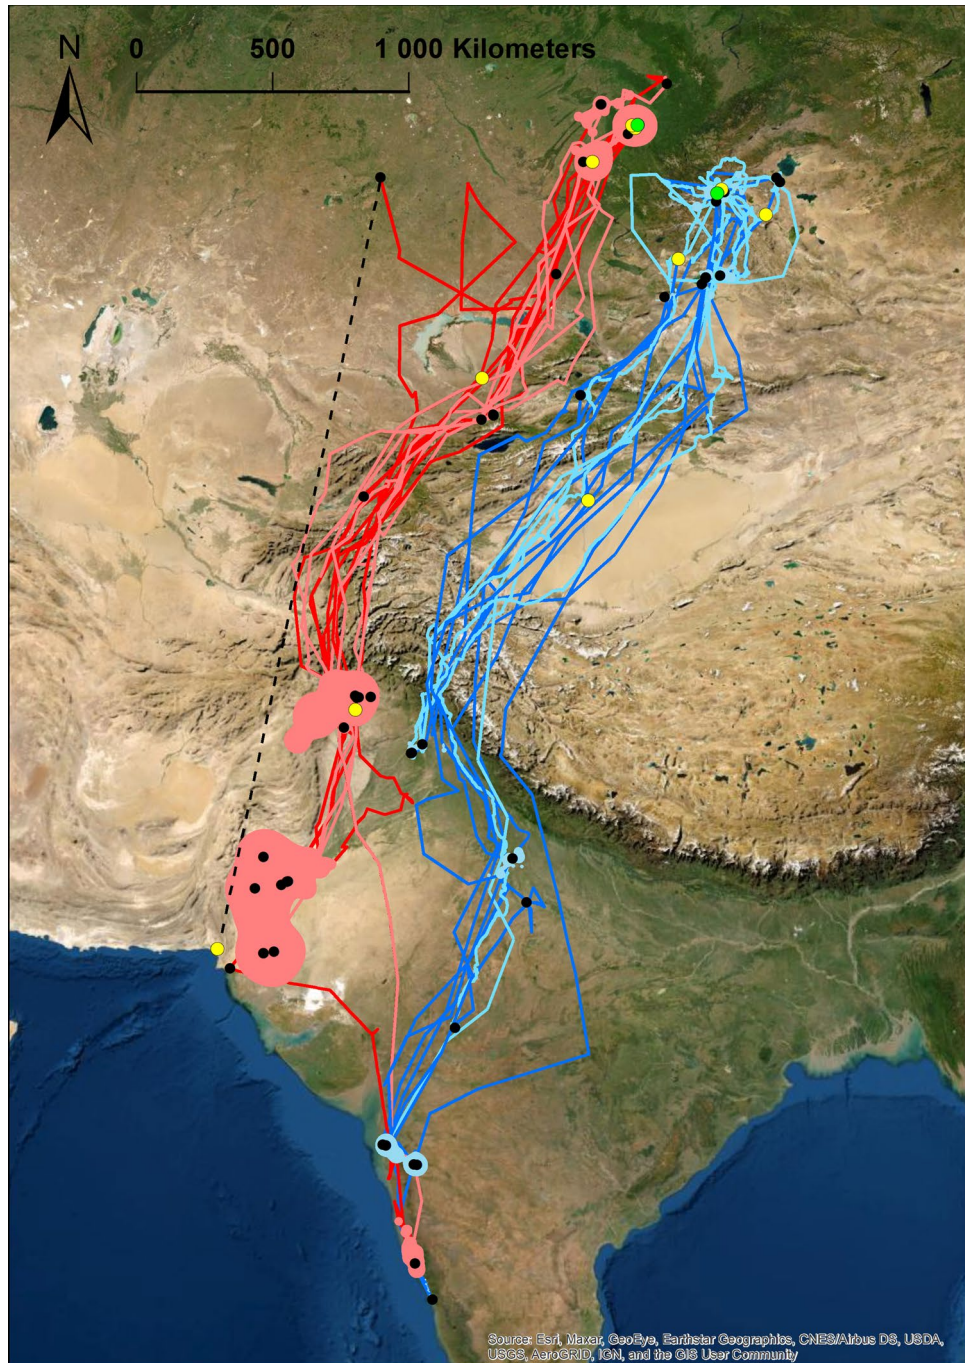 N
0 500 1 000 Kilometers
Source: Esri, Maxar, GeoEye, Earthstar Geographics, CNES/Airbus DS, USDA,
USGS, AeroGRID, IGN, and the GIS User Community